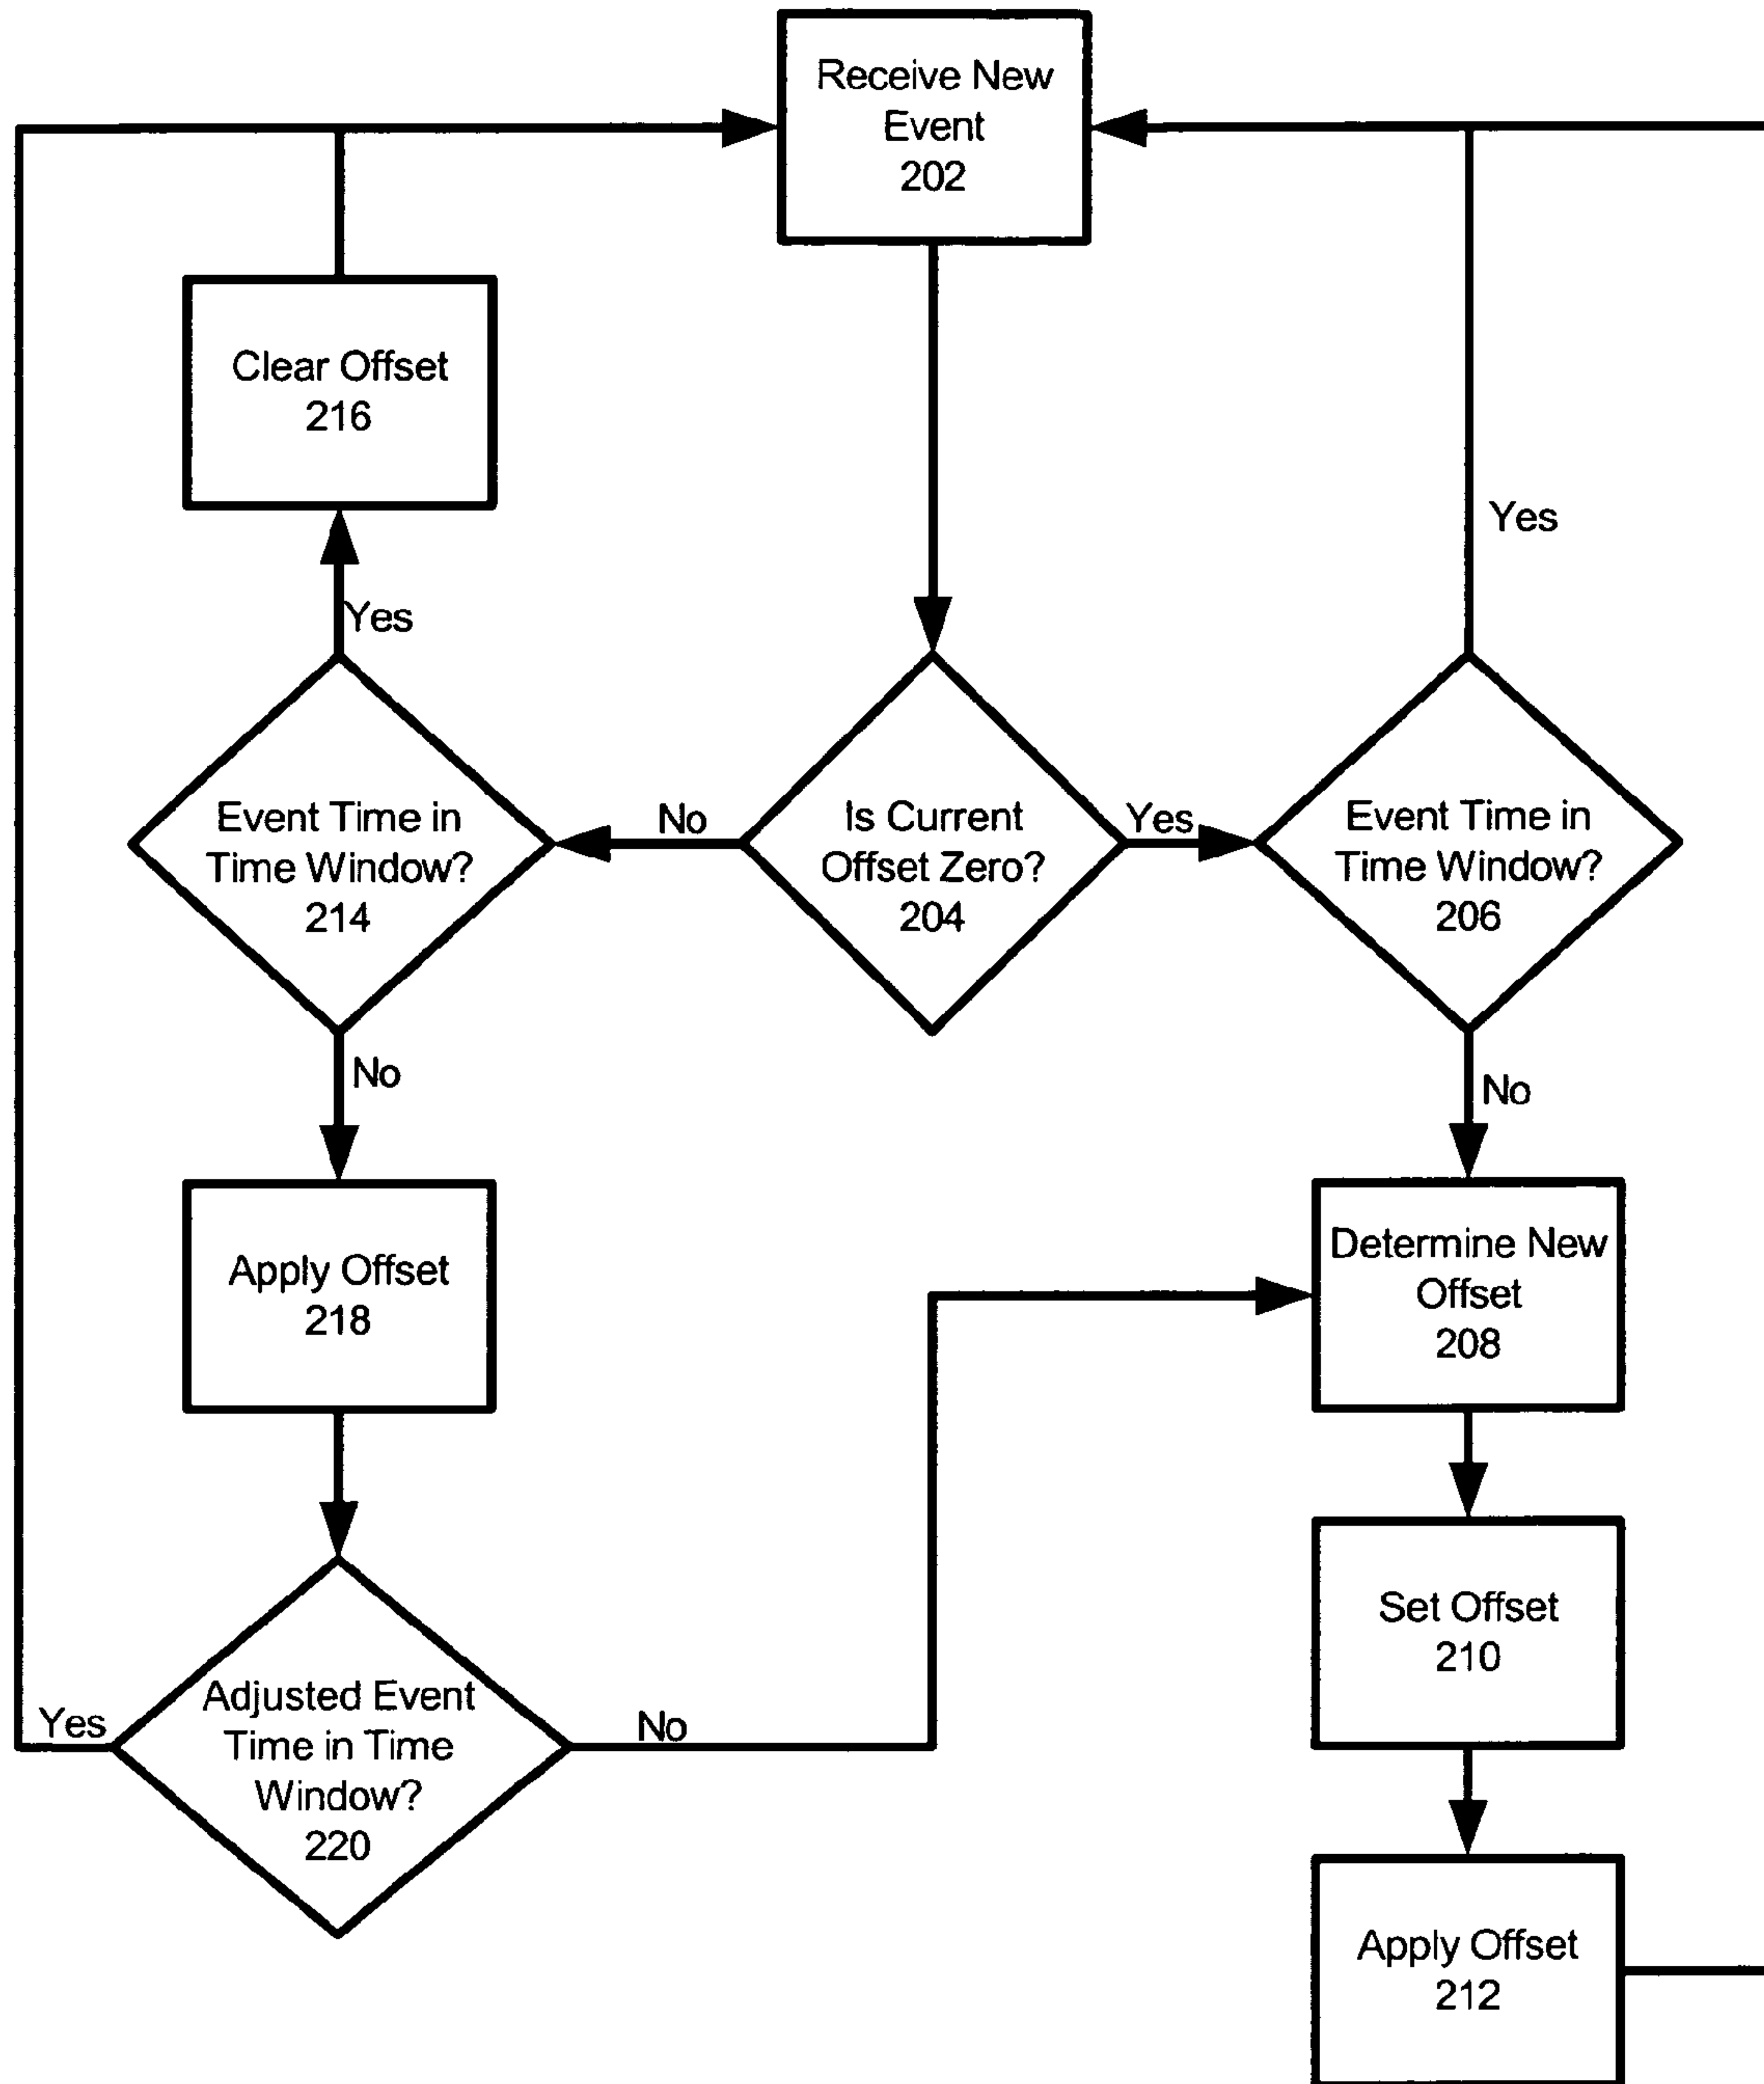 Receive New
Event
202
Clear Offset
216
Yes
Yes
Event Time in
Time Window?
214
No
Is Current
Offset Zero?
204
Yes
Event Time in
Time Window?
206
No
No
Apply Offset
218
Determine New
Offset
208
Set Offset
210
Yes
Adjusted Event
Time in Time
Window?
220
No
Apply Offset
212